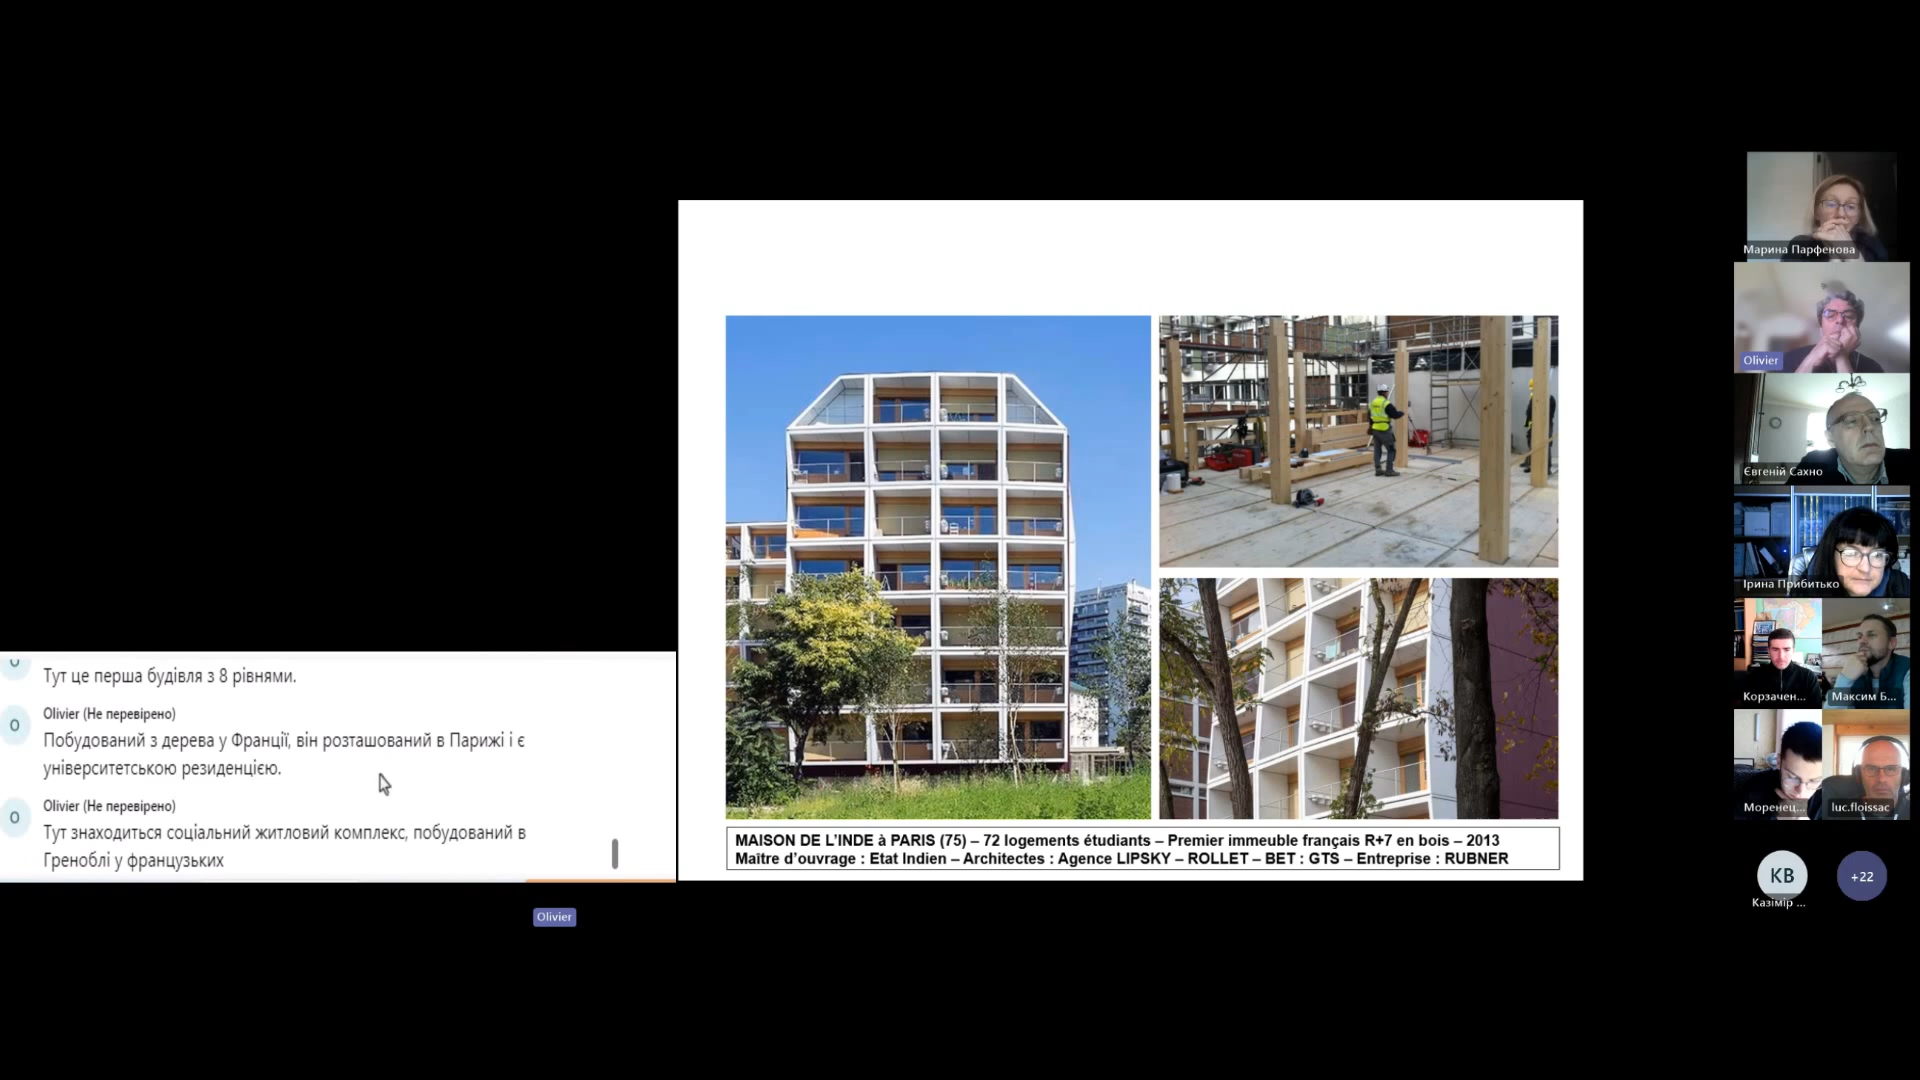 Тут це перша будівля з 8 рівнями.
Olivier (Не перевірено)
O
Побудований з дерева у Франції, він розташований в Парижі і є
університетською резиденцією.
Olivier (Не перевірено)
O
Тут знаходиться соціальний житловий комплекс, побудований в
Греноблі у французьких
Olivier
MAISON DE L'INDE à PARIS (75) – 72 logements étudiants – Premier immeuble français R+7 en bois – 2013
Maître d'ouvrage : Etat Indien – Architectes : Agence LIPSKY – ROLLET – BET : GTS – Entreprise : RUBNER
Марина Парфенова
Olivier
Євгеній Сахно
Ірина Прибитько
Корзачен...
Максим Б...
Моренец...
luc.floissac
КВ
Казімір ...
+22